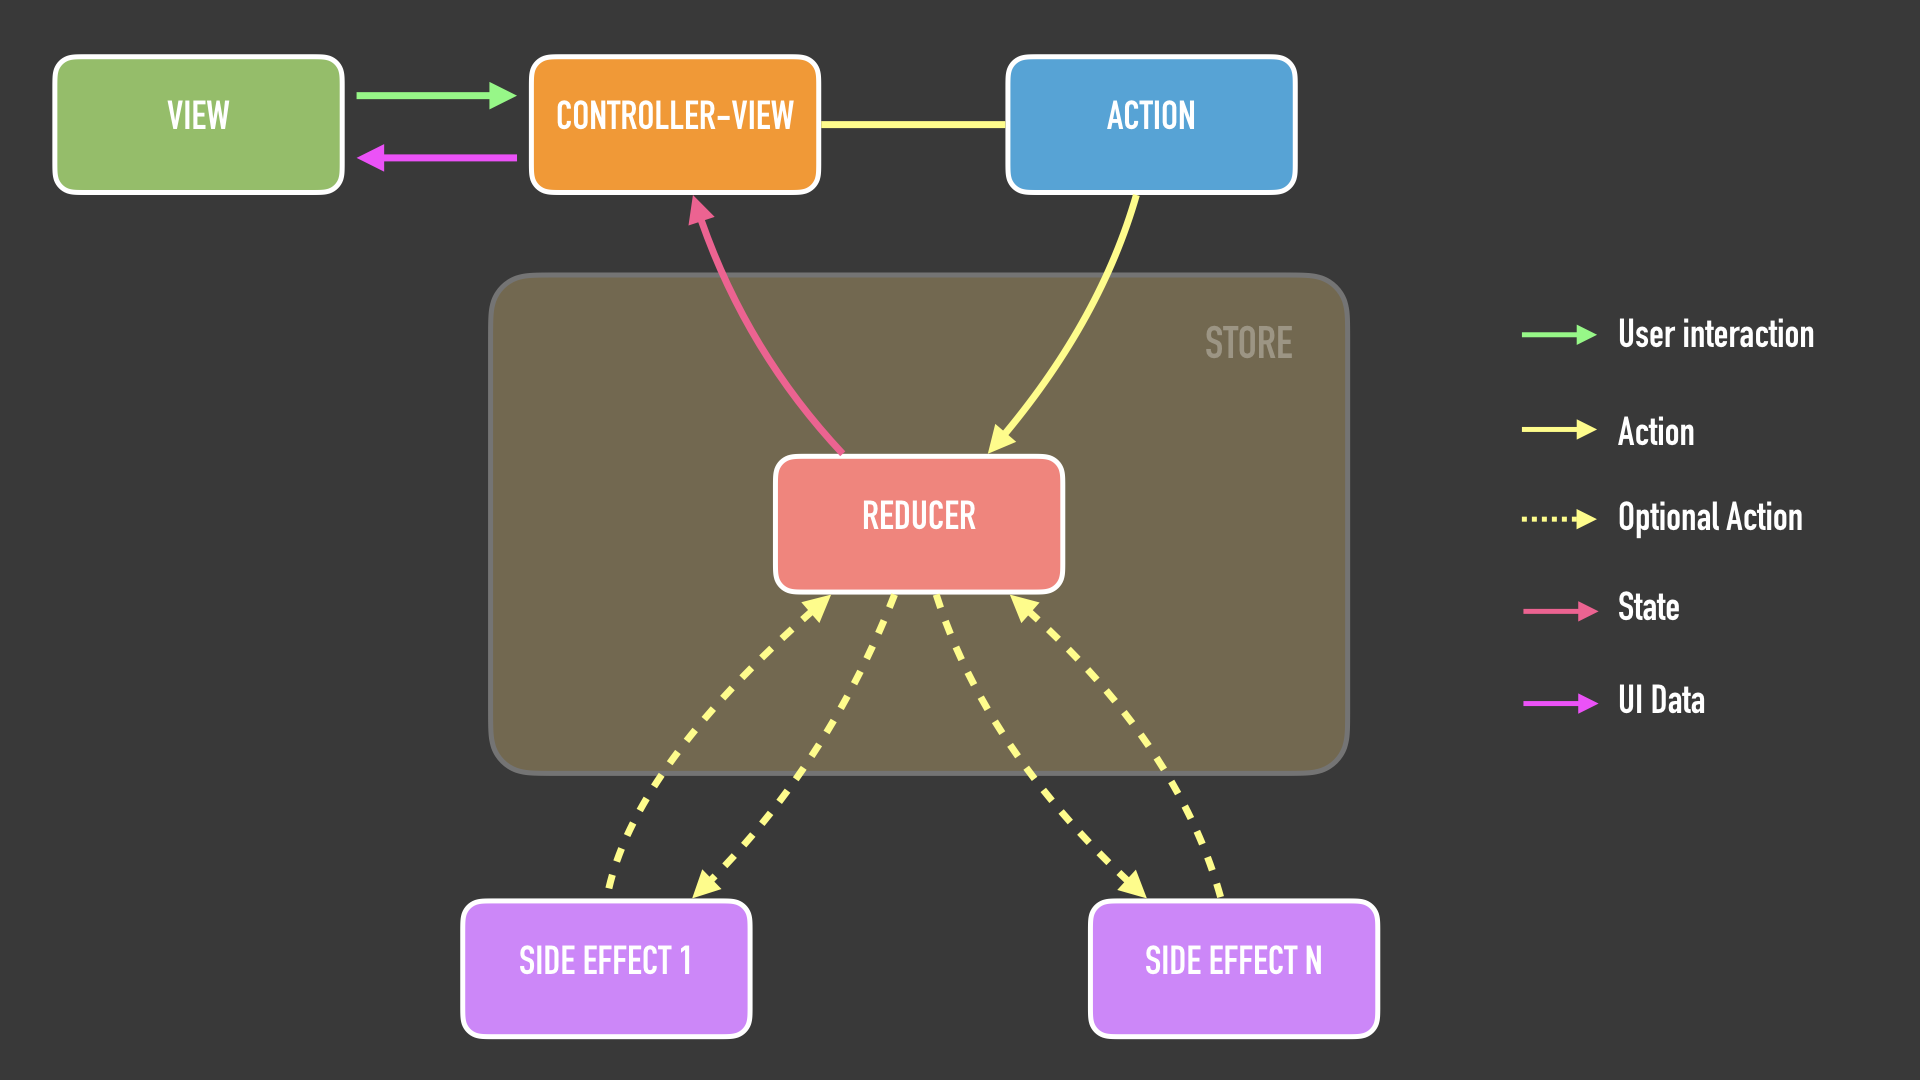 VIEW
CONTROLLER-VIEW
ACTION
STORE
REDUCER
SIDE EFFECT 1
SIDE EFFECT N
User interaction
Action
Optional Action
State
UI Data